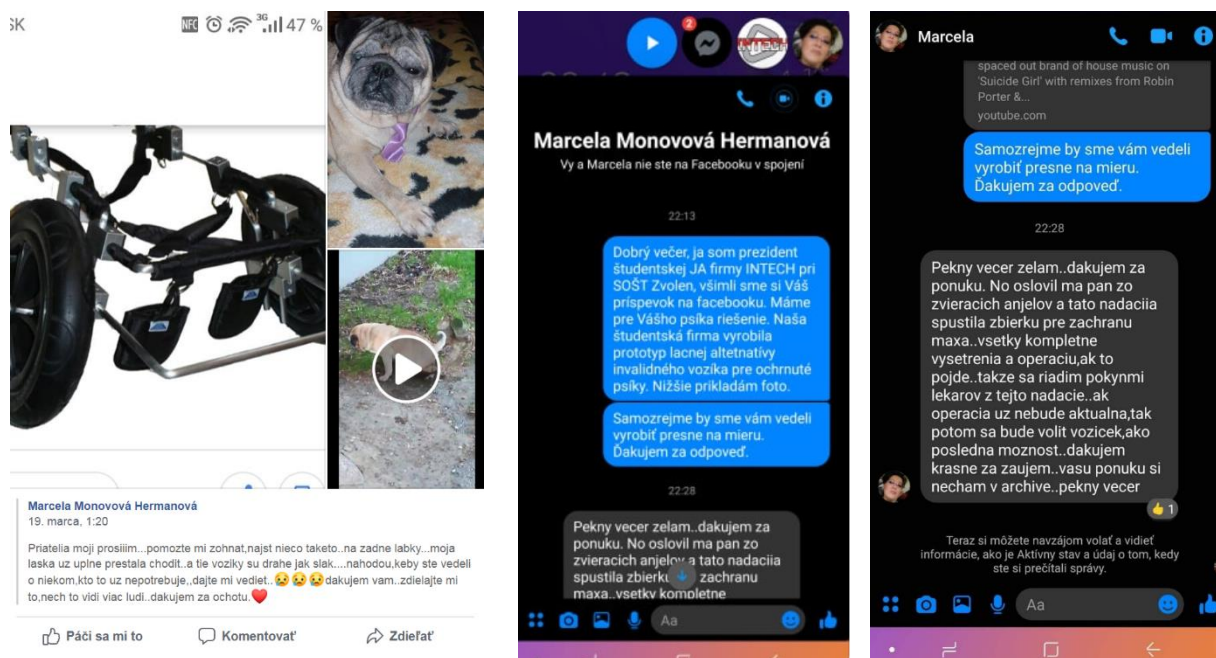 SK
NFC
3G
47 %
Marcela Monovová Hermanová
19. marca, 1:20
Priatelia moji prosiiim...pomozte mi zohnat,najst nieco taketo..na zadne labky...moja
laska uz uplne prestala chodit..a tie voziky su drahe jak slak....nahodou,keby ste vedeli
o niekom,kto to uz nepotrebuje,,dajte mi vediet..😥😥😥dakujem vam..zdielajte mi
to,nech to vidi viac ludi..dakujem za ochotu.❤
Páči sa mi to
Komentovať
Zdieľať
2
INTECH
Marcela Monovová Hermanová
Vy a Marcela nie ste na Facebooku v spojení
22:13
Dobrý večer, ja som prezident
študentskej JA firmy INTECH pri
SOŠT Zvolen, všimli sme si Váš
príspevok na facebooku. Máme
pre Vášho psíka riešenie. Naša
študentská firma vyrobila
prototyp lacnej altetnatívy
invalidného vozíka pre ochrnuté
psíky. Nižšie prikladám foto.
Samozrejme by sme vám vedeli
vyrobiť presne na mieru.
Ďakujem za odpoveď.
22:28
Pekny vecer zelam..dakujem za
ponuku. No oslovil ma pan zo
zvieracich anjelov a tato nadaciia
spustila zbierku zachranu
maxa..vsetky kompletne
Aa
Marcela
spaced out brand of house music on
'Suicide Girl' with remixes from Robin
Porter &...
youtube.com
Samozrejme by sme vám vedeli
vyrobiť presne na mieru.
Ďakujem za odpoveď.
22:28
Pekny vecer zelam..dakujem za
ponuku. No oslovil ma pan zo
zvieracich anjelov a tato nadaciia
spustila zbierku pre zachranu
maxa..vsetky kompletne
vysetrenia a operaciu,ak to
pojde..takze sa riadim pokynmi
lekarov z tejto nadacie..ak
operacia uz nebude aktualna,tak
potom sa bude volit vozicek,ako
posledna moznost..dakujem
krasne za zaujem..vasu ponuku si
necham v archive..pekny vecer
👍 1
Teraz si môžete navzájom volať a vidieť
informácie, ako je Aktívny stav a údaj o tom, kedy
ste si prečítali správy.
Aa